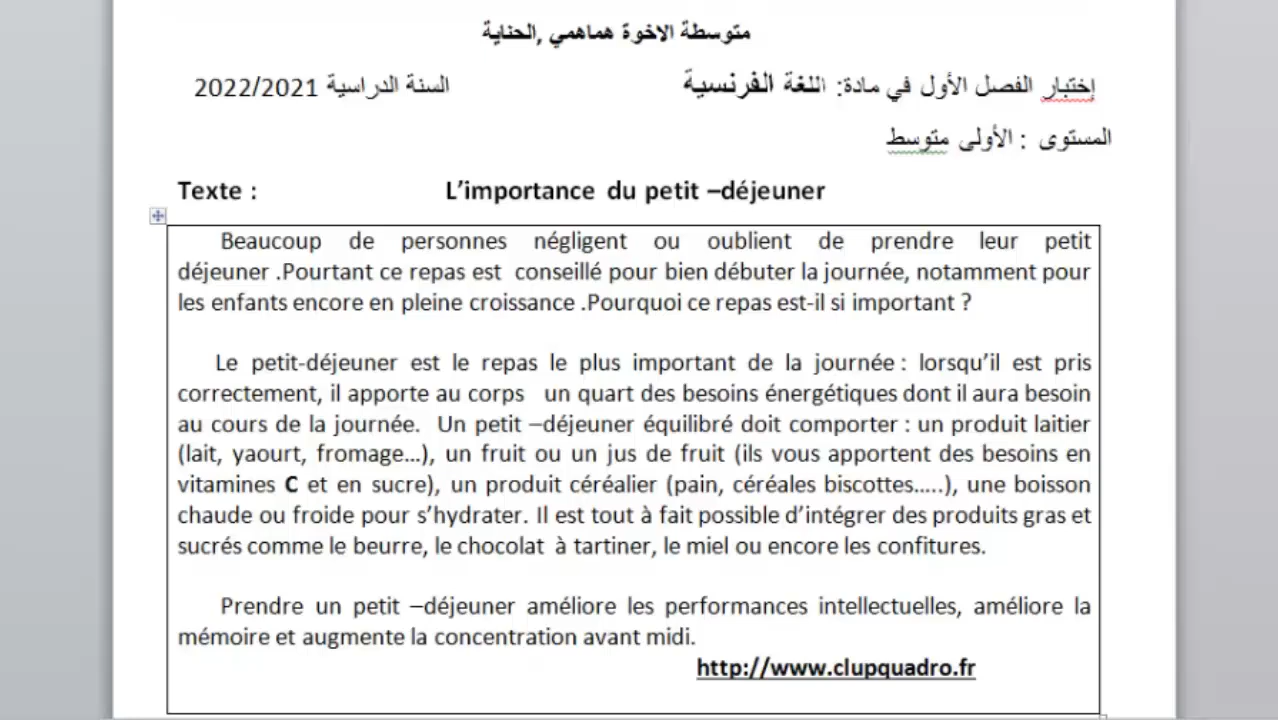 متوسطة الاخوة هماهمي ,الحناية
إختبار الفصل الأول في مادة: اللغة الفرنسية السنة الدراسية 2022/2021
المستوى : الأولى متوسط
Texte : L’importance du petit –déjeuner
Beaucoup de personnes négligent ou oublient de prendre leur petit
déjeuner .Pourtant ce repas est conseillé pour bien débuter la journée, notamment pour
les enfants encore en pleine croissance .Pourquoi ce repas est-il si important ?
Le petit-déjeuner est le repas le plus important de la journée : lorsqu’il est pris
correctement, il apporte au corps un quart des besoins énergétiques dont il aura besoin
au cours de la journée. Un petit –déjeuner équilibré doit comporter : un produit laitier
(lait, yaourt, fromage…), un fruit ou un jus de fruit (ils vous apportent des besoins en
vitamines C et en sucre), un produit céréalier (pain, céréales biscottes…..), une boisson
chaude ou froide pour s’hydrater. Il est tout à fait possible d’intégrer des produits gras et
sucrés comme le beurre, le chocolat à tartiner, le miel ou encore les confitures.
Prendre un petit –déjeuner améliore les performances intellectuelles, améliore la
mémoire et augmente la concentration avant midi.
http://www.clupquadro.fr